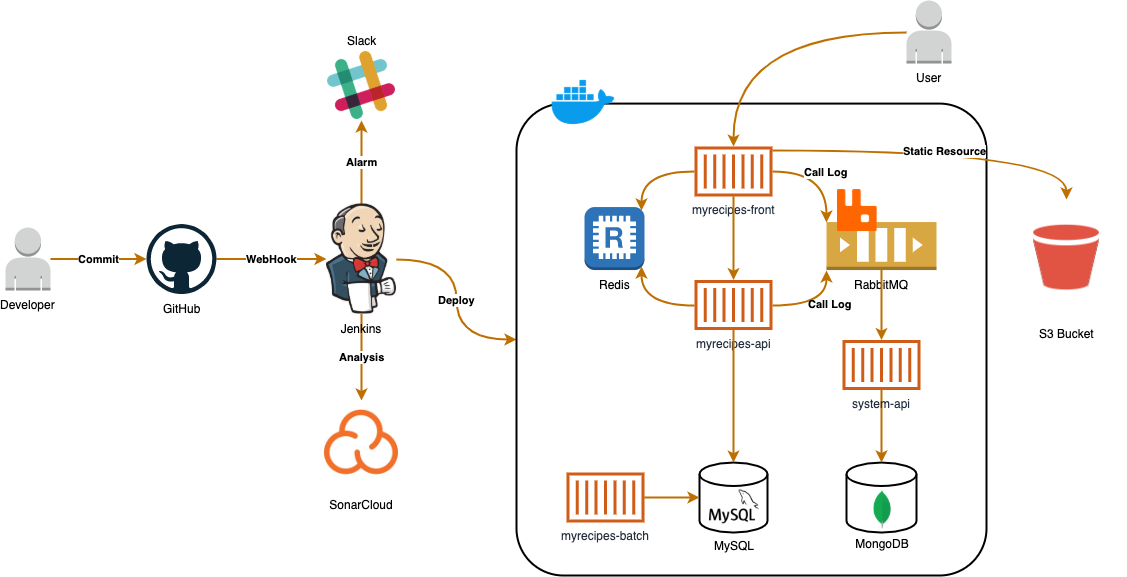 Slack
User
Alarm
Static Resource
Call Log
myrecipes-front
R
Commit
WebHook
Developer
GitHub
Jenkins
Deploy
Redis
RabbitMQ
Call Log
S3 Bucket
myrecipes-api
Analysis
system-api
SonarCloud
MySQL
myrecipes-batch
MySQL
MongoDB